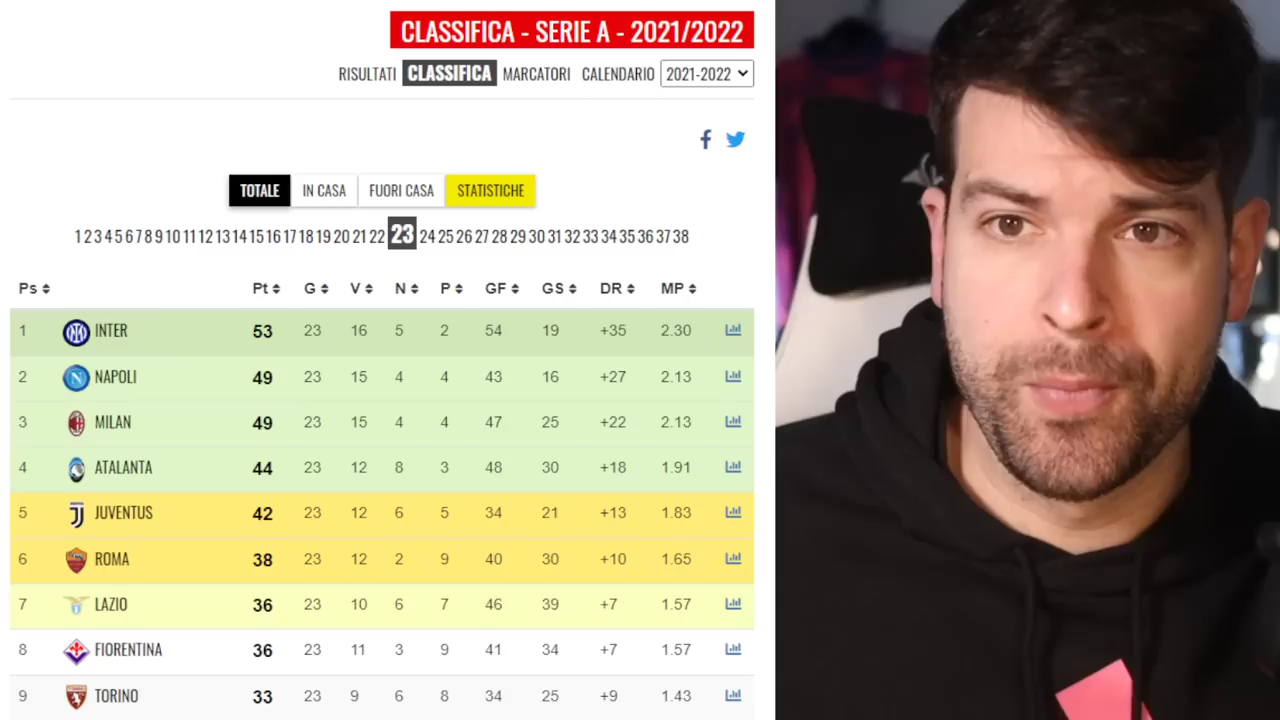 CLASSIFICA - SERIE A - 2021/2022
RISULTATI CLASSIFICA MARCATORI CALENDARIO 2021-2022
TOTALE IN CASA FUORI CASA STATISTICHE
1 2 3 4 5 6 7 8 9 10 11 12 13 14 15 16 17 18 19 20 21 22 23 24 25 26 27 28 29 30 31 32 33 34 35 36 37 38
Ps Pt G V N P GF GS DR MP
1 INTER 53 23 16 5 2 54 19 +35 2.30
2 NAPOLI 49 23 15 4 4 43 16 +27 2.13
3 MILAN 49 23 15 4 4 47 25 +22 2.13
4 ATALANTA 44 23 12 8 3 48 30 +18 1.91
5 JUVENTUS 42 23 12 6 5 34 21 +13 1.83
6 ROMA 38 23 12 2 9 40 30 +10 1.65
7 LAZIO 36 23 10 6 7 46 39 +7 1.57
8 FIORENTINA 36 23 11 3 9 41 34 +7 1.57
9 TORINO 33 23 9 6 8 34 25 +9 1.43